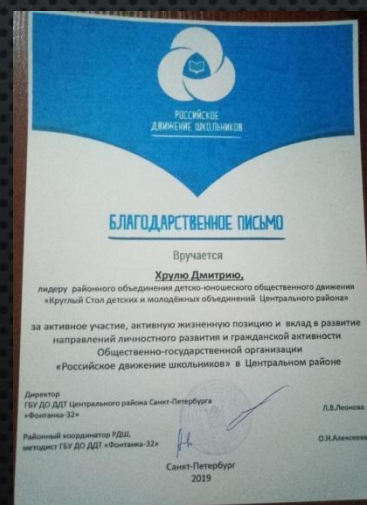 РОССИЙСКОЕ
ДВИЖЕНИЕ ШКОЛЬНИКОВ
БЛАГОДАРСТВЕННОЕ ПИСЬМО
Вручается
Хрулю Дмитрию,
лидеру районного объединения детско-юношеского общественного движения
«Круглый Стол детских и молодёжных объединений Центрального района»
за активное участие, активную жизненную позицию и вклад в развитие
направлений личностного развития и гражданской активности
Общественно-государственной организации
«Российское движение школьников» в Центральном районе
Директор
ГБУ ДО ДДТ Центрального района Санкт-Петербурга
«Фонтанка-32» Л.В.Леонова
Районный координатор РДШ,
методист ГБУ ДО ДДТ «Фонтанка-32» О.Н.Алексеева
Санкт-Петербург
2019